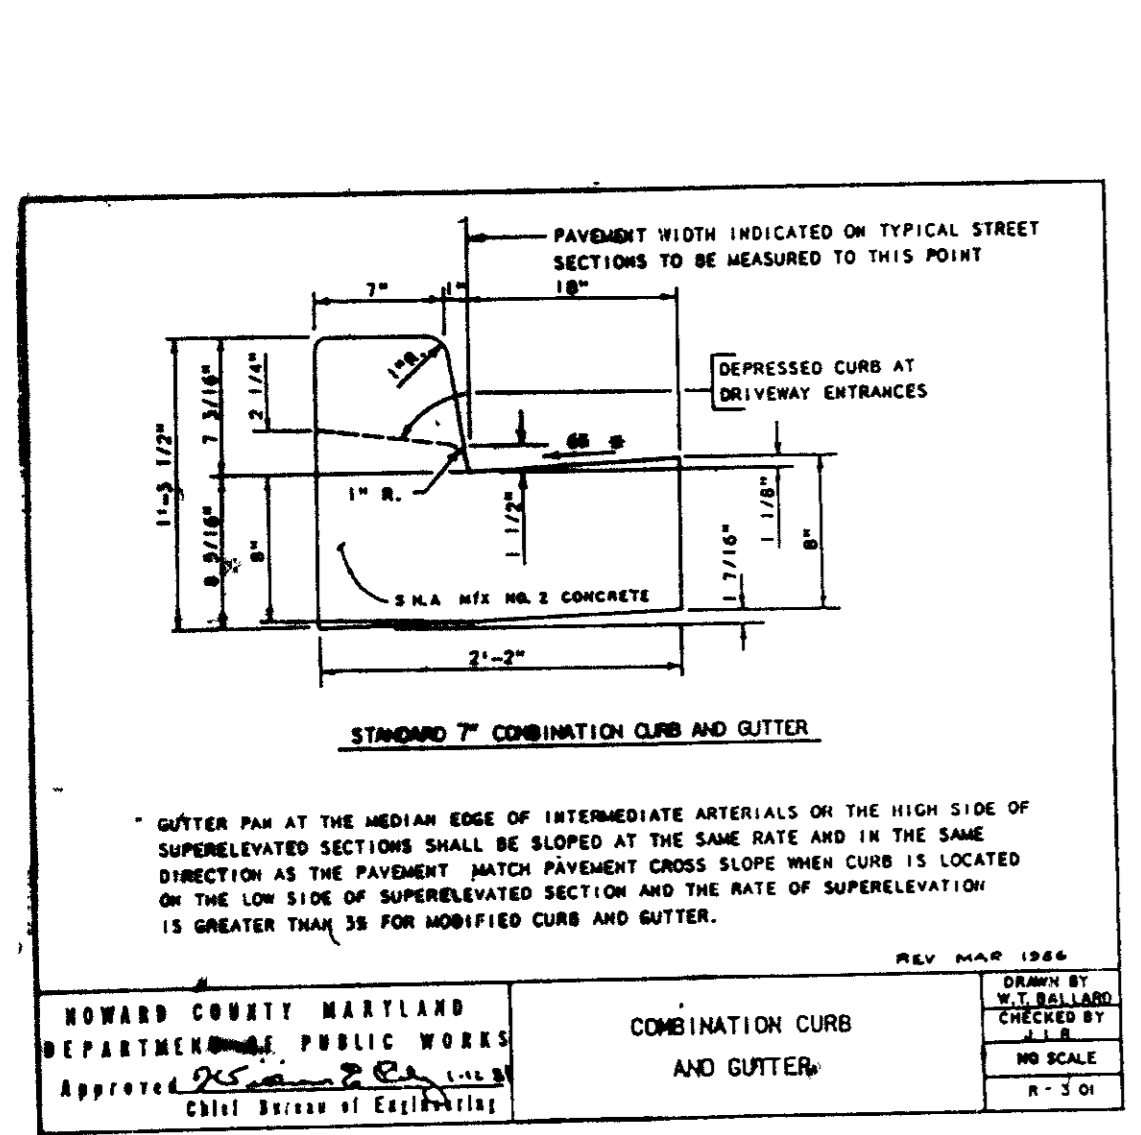 PAVEMENT WIDTH INDICATED ON TYPICAL STREET
SECTIONS TO BE MEASURED TO THIS POINT
7" 1" 18"
1"R.
DEPRESSED CURB AT
DRIVEWAY ENTRANCES
2 1/4"
7 3/16"
1'-3 1/2"
6% *
1" R.
1 1/2"
1 1/8"
8"
8 5/16"
8"
1 7/16"
S.H.A MIX NO. 2 CONCRETE
2'-2"
STANDARD 7" COMBINATION CURB AND GUTTER
* GUTTER PAN AT THE MEDIAN EDGE OF INTERMEDIATE ARTERIALS OR THE HIGH SIDE OF
SUPERELEVATED SECTIONS SHALL BE SLOPED AT THE SAME RATE AND IN THE SAME
DIRECTION AS THE PAVEMENT MATCH PAVEMENT CROSS SLOPE WHEN CURB IS LOCATED
ON THE LOW SIDE OF SUPERELEVATED SECTION AND THE RATE OF SUPERELEVATION
IS GREATER THAN 3% FOR MODIFIED CURB AND GUTTER.
REV MAR 1986
HOWARD COUNTY MARYLAND
DEPARTMENT OF PUBLIC WORKS
Approved
Chief Bureau of Engineering
COMBINATION CURB
AND GUTTER
DRAWN BY
W.T. BALLARD
CHECKED BY
NO SCALE
R - 3 01